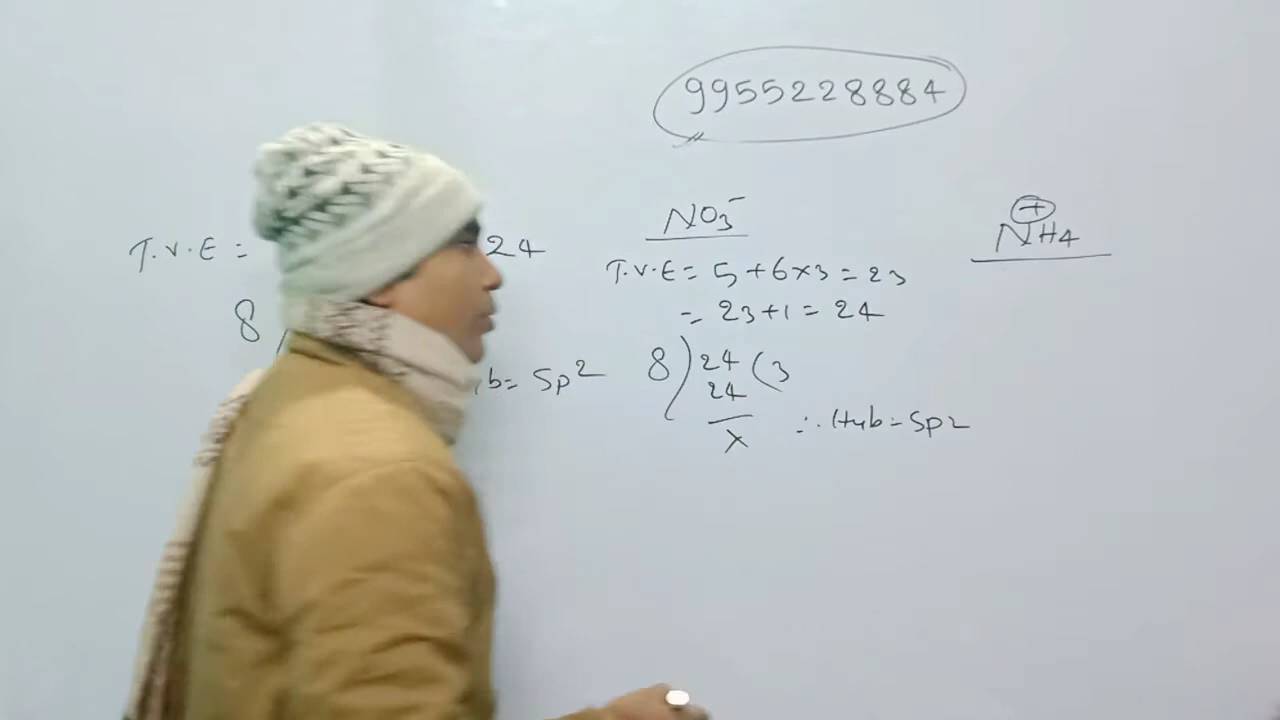 9955228884
T.V.E = 24
8
b= Sp2
NO3-
T.V.E = 5+6×3 = 23
= 23+1 = 24
8)24(3
24
×
∴ Hyb = Sp2
NH4+